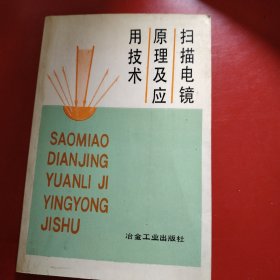 扫描电镜
原理及应
用技术
SAOMIAO
DIANJING
YUANLI JI
YINGYONG
JISHU
冶金工业出版社